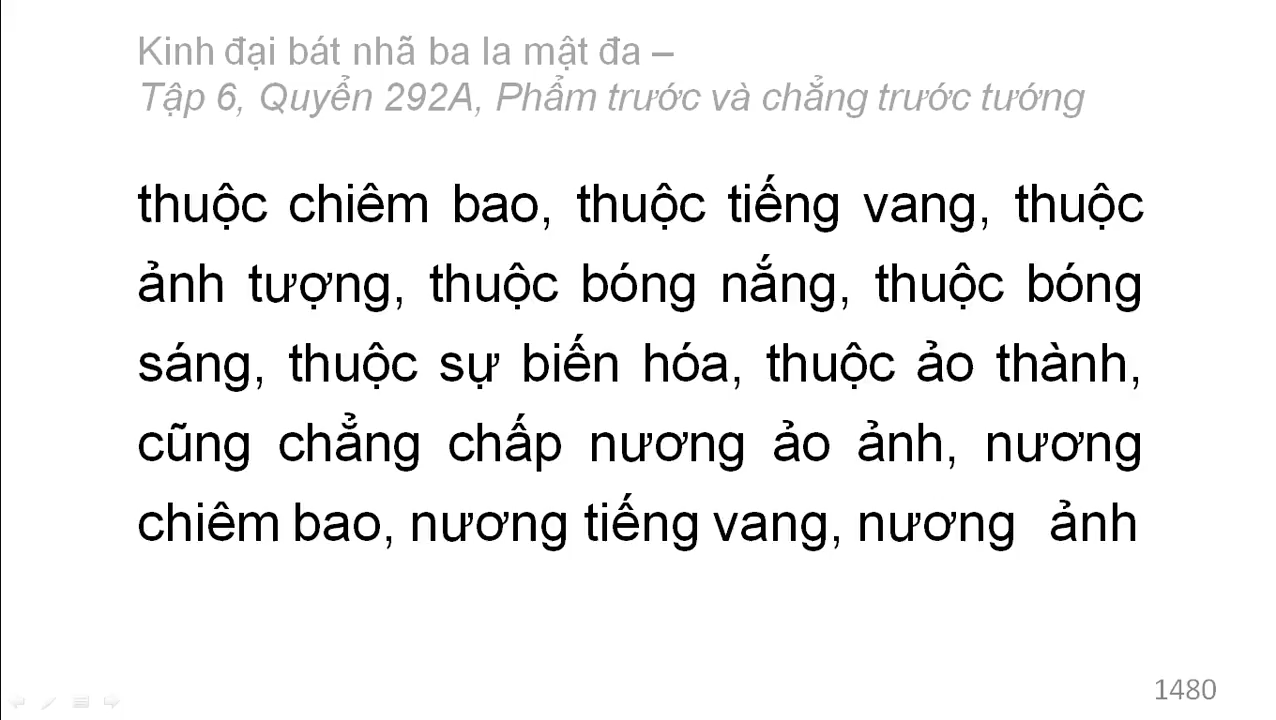 Kinh đại bát nhã ba la mật đa –
Tập 6, Quyển 292A, Phẩm trước và chẳng trước tướng
thuộc chiêm bao, thuộc tiếng vang, thuộc
ảnh tượng, thuộc bóng nắng, thuộc bóng
sáng, thuộc sự biến hóa, thuộc ảo thành,
cũng chẳng chấp nương ảo ảnh, nương
chiêm bao, nương tiếng vang, nương ảnh
1480